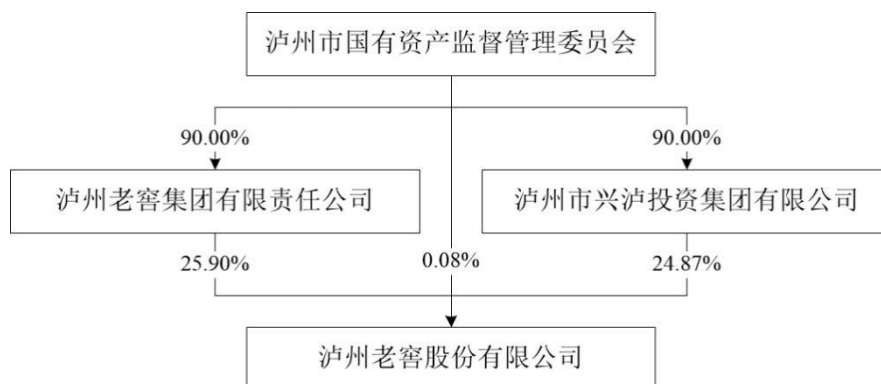 泸州市国有资产监督管理委员会
90.00%
90.00%
泸州老窖集团有限责任公司
泸州市兴泸投资集团有限公司
25.90%
0.08%
24.87%
泸州老窖股份有限公司